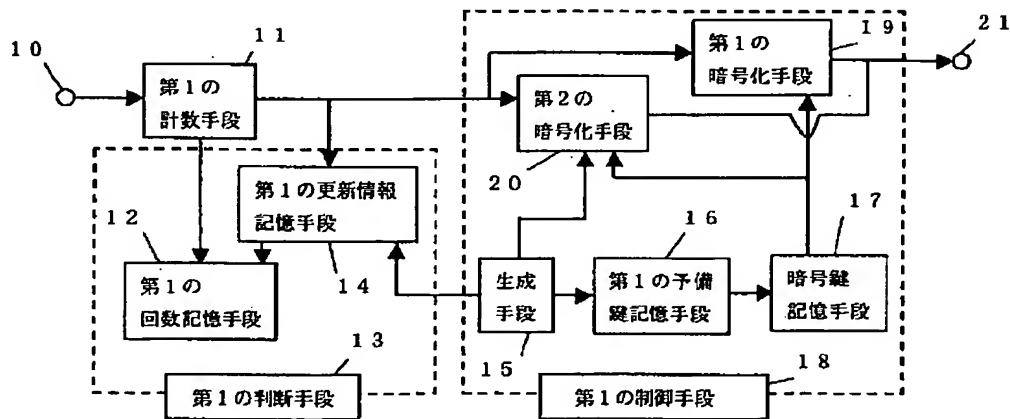 10
11
第1の
計数手段
第1の
暗号化手段
19
21
第2の
暗号化手段
20
12
第1の更新情報
記憶手段
14
第1の
回数記憶手段
生成
手段
15
16
第1の予備
鍵記憶手段
17
暗号鍵
記憶手段
13
第1の判断手段
18
第1の制御手段